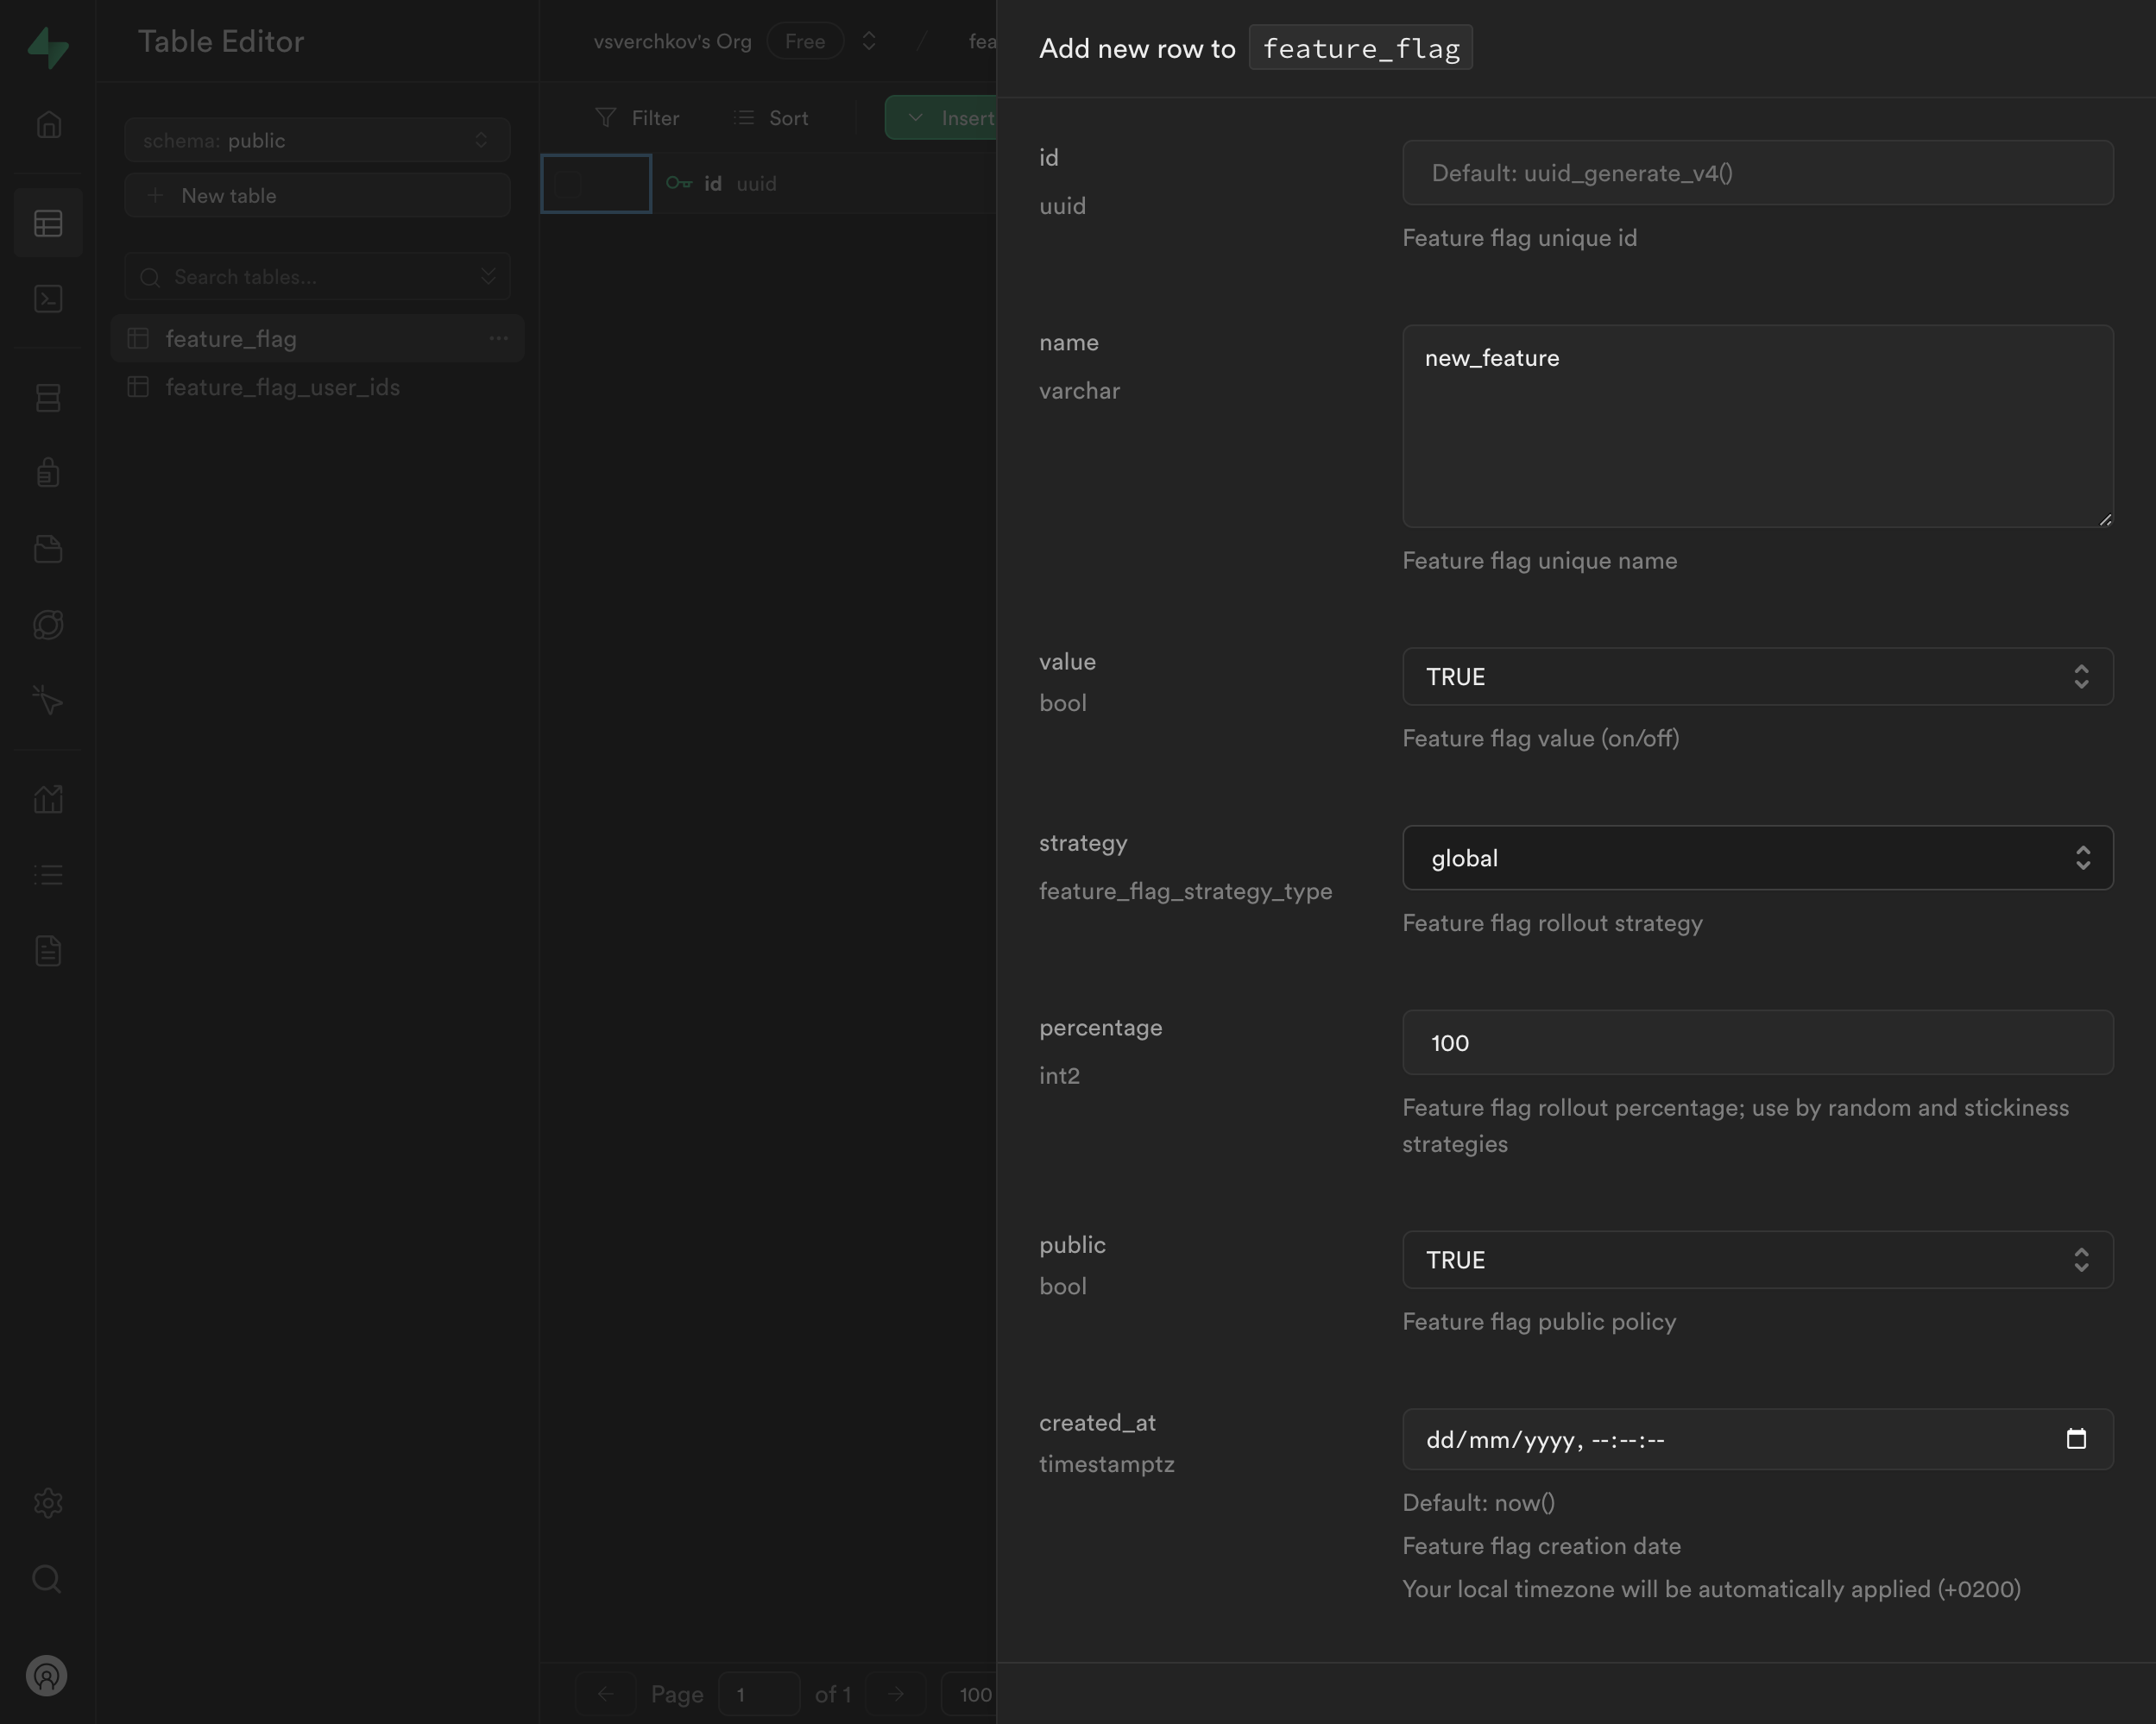 Table Editor
schema: public
New table
Search tables...
feature_flag
feature_flag_user_ids
vsverchkov's Org Free / fea
Filter Sort Insert
id uuid
Page 1 of 1 100
Add new row to feature_flag
id
uuid
Default: uuid_generate_v4()
Feature flag unique id
name
varchar
new_feature
Feature flag unique name
value
bool
TRUE
Feature flag value (on/off)
strategy
feature_flag_strategy_type
global
Feature flag rollout strategy
percentage
int2
100
Feature flag rollout percentage; use by random and stickiness
strategies
public
bool
TRUE
Feature flag public policy
created_at
timestamptz
dd/mm/yyyy, --:--:--
Default: now()
Feature flag creation date
Your local timezone will be automatically applied (+0200)